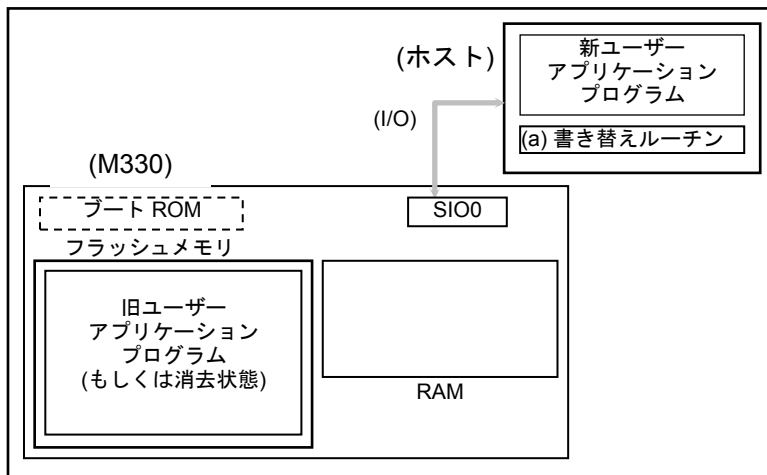 (ホスト)
新ユーザー
アプリケーション
プログラム
(a) 書き替えルーチン
(I/O)
(M330)
ブート ROM
SIO0
フラッシュメモリ
旧ユーザー
アプリケーション
プログラム
(もしくは消去状態)
RAM